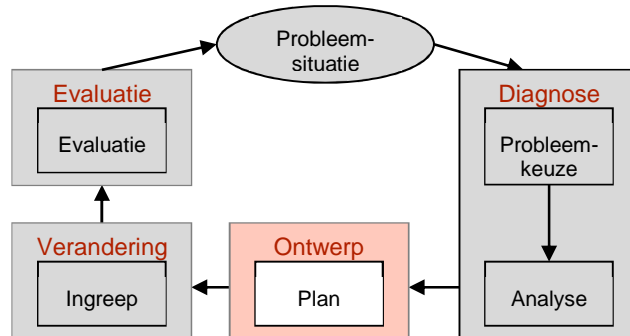 Probleem-
situatie
Evaluatie
Evaluatie
Diagnose
Probleem-
keuze
Verandering
Ingreep
Ontwerp
Plan
Analyse